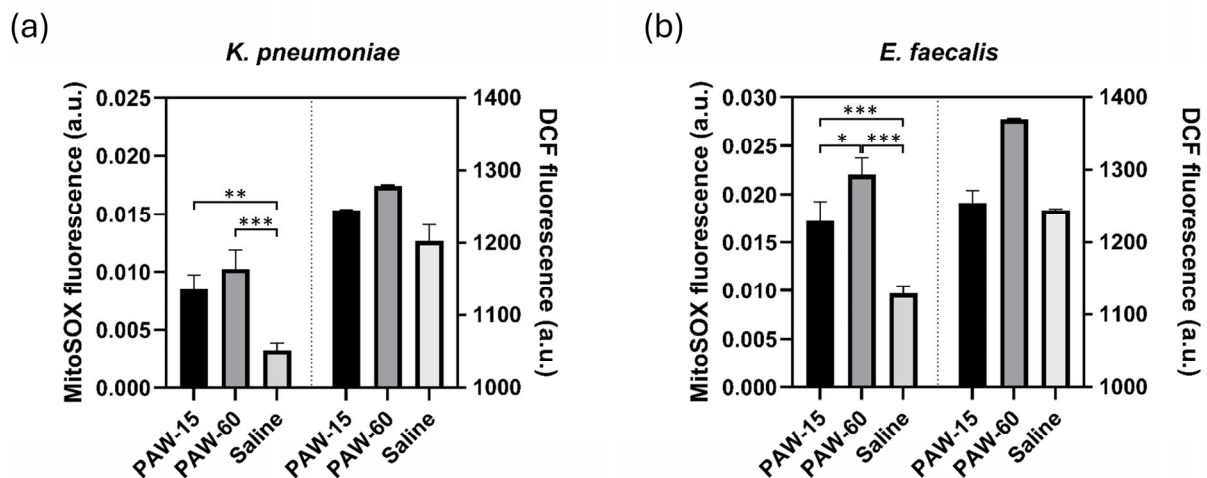 (a)
K. pneumoniae
MitoSOX fluorescence (a.u.)
0.025
0.020
0.015
0.010
0.005
0.000
**
***
1400
1300
1200
1100
1000
DCF fluorescence (a.u.)
PAW-15
PAW-60
Saline
PAW-15
PAW-60
Saline
(b)
E. faecalis
MitoSOX fluorescence (a.u.)
0.030
0.025
0.020
0.015
0.010
0.005
0.000
***
* ***
1400
1300
1200
1100
1000
DCF fluorescence (a.u.)
PAW-15
PAW-60
Saline
PAW-15
PAW-60
Saline